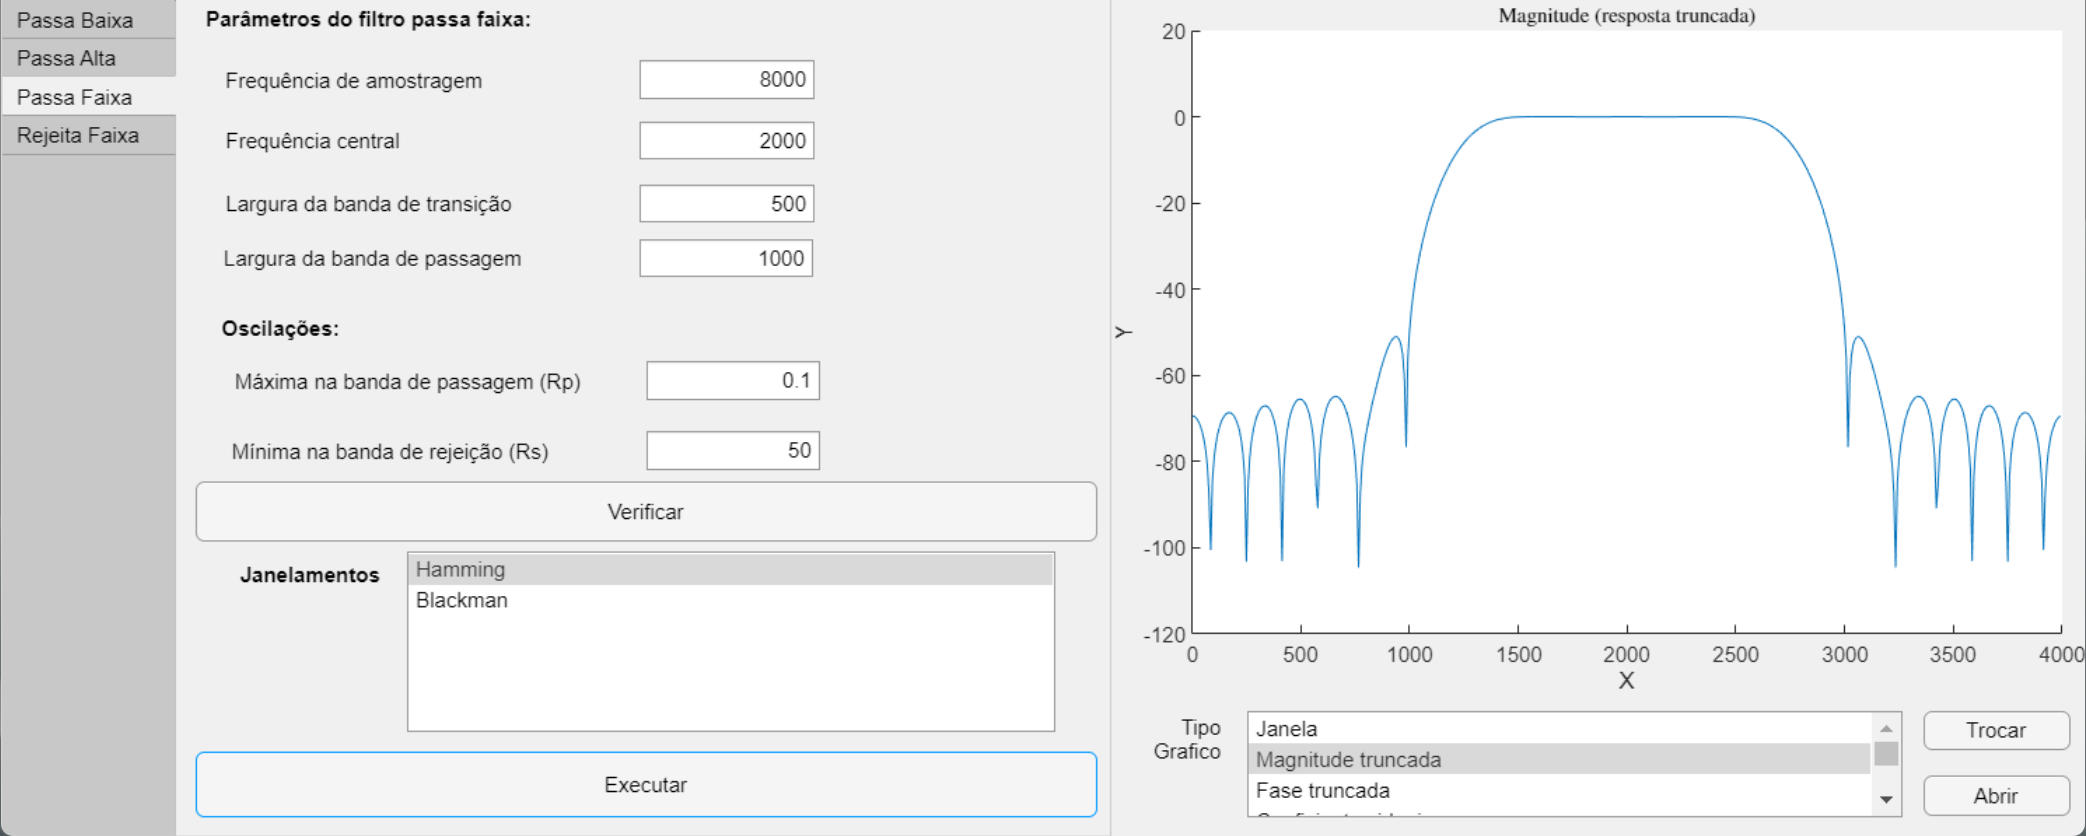 Passa Baixa
Passa Alta
Passa Faixa
Rejeita Faixa
Parâmetros do filtro passa faixa:
Frequência de amostragem 8000
Frequência central 2000
Largura da banda de transição 500
Largura da banda de passagem 1000
Oscilações:
Máxima na banda de passagem (Rp) 0.1
Mínima na banda de rejeição (Rs) 50
Verificar
Janelamentos
Hamming
Blackman
Executar
Magnitude (resposta truncada)
20
0
-20
-40
-60
-80
-100
-120
Y
0 500 1000 1500 2000 2500 3000 3500 4000
X
Tipo
Grafico
Janela
Magnitude truncada
Fase truncada
Trocar
Abrir